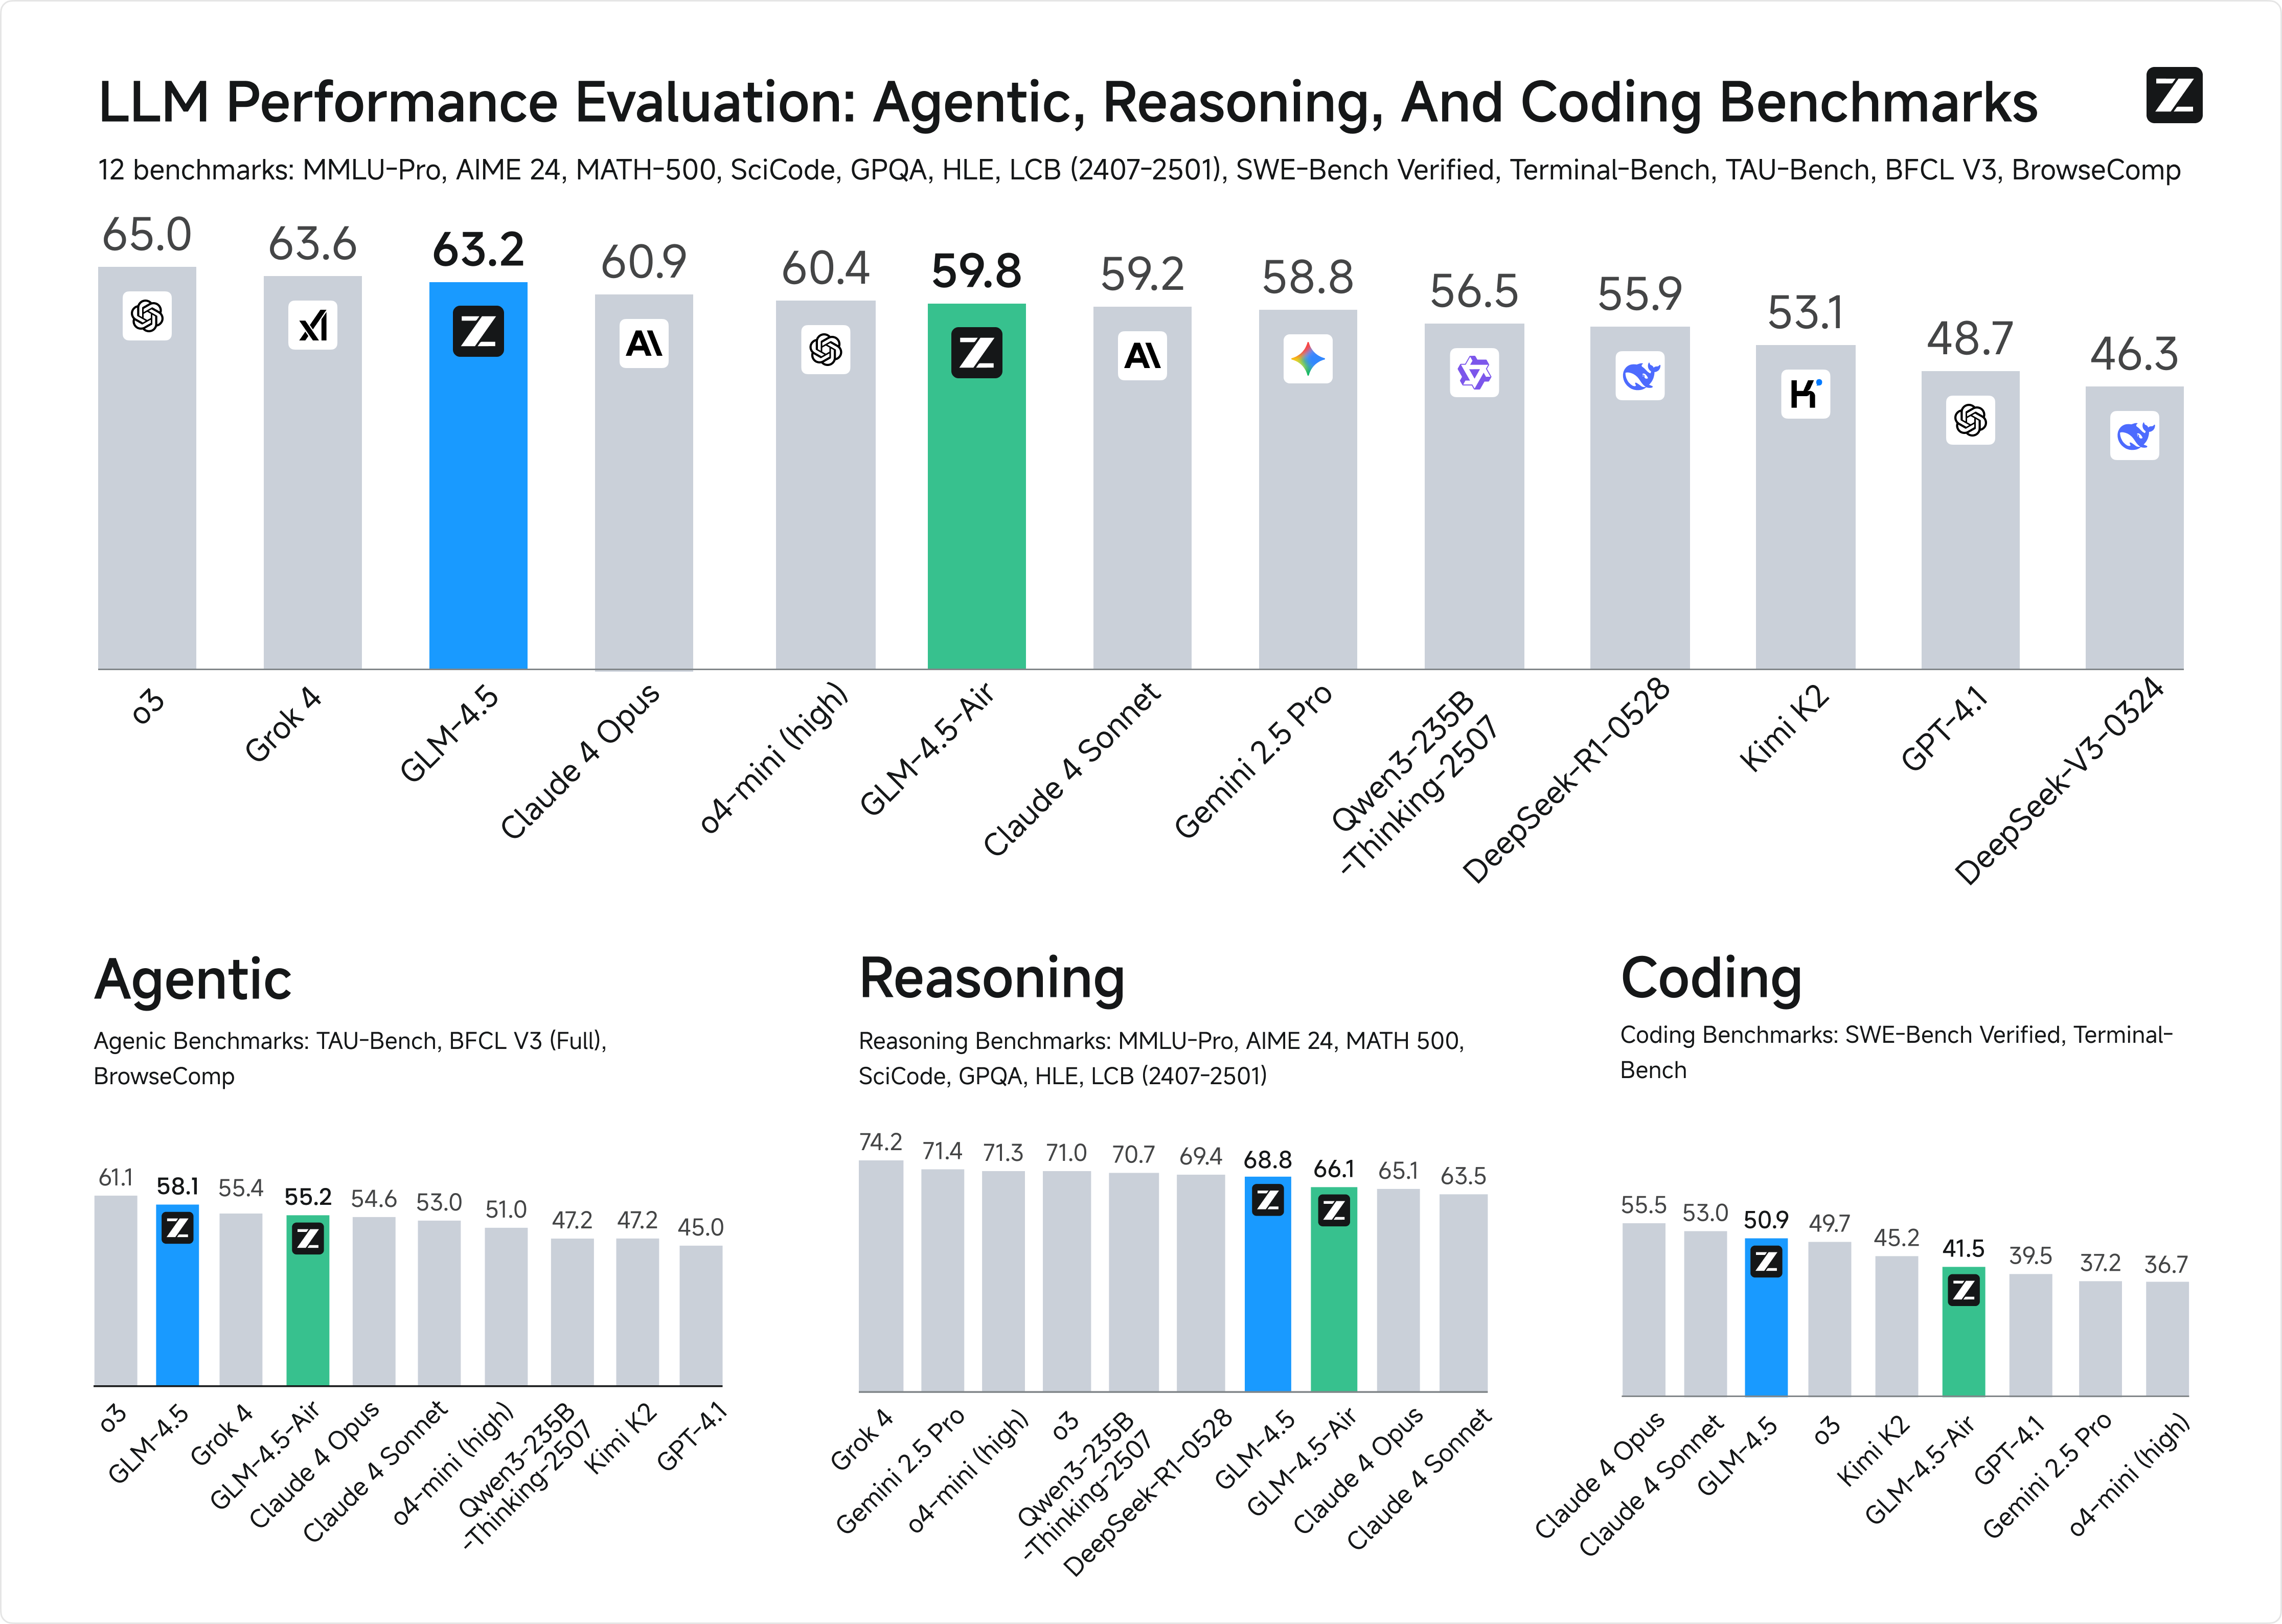 LLM Performance Evaluation: Agentic, Reasoning, And Coding Benchmarks
12 benchmarks: MMLU-Pro, AIME 24, MATH-500, SciCode, GPQA, HLE, LCB (2407-2501), SWE-Bench Verified, Terminal-Bench, TAU-Bench, BFCL V3, BrowseComp
65.0 63.6 63.2 60.9 60.4 59.8 59.2 58.8 56.5 55.9 53.1 48.7 46.3
o3
Grok 4
GLM-4.5
Claude 4 Opus
o4-mini (high)
GLM-4.5-Air
Claude 4 Sonnet
Gemini 2.5 Pro
Qwen3-235B
-Thinking-2507
DeepSeek-R1-0528
Kimi K2
GPT-4.1
DeepSeek-V3-0324
Agentic
Agenic Benchmarks: TAU-Bench, BFCL V3 (Full),
BrowseComp
61.1 58.1 55.4 55.2 54.6 53.0 51.0 47.2 47.2 45.0
o3
GLM-4.5
Grok 4
GLM-4.5-Air
Claude 4 Opus
Claude 4 Sonnet
o4-mini (high)
Qwen3-235B
-Thinking-2507
Kimi K2
GPT-4.1
Reasoning
Reasoning Benchmarks: MMLU-Pro, AIME 24, MATH 500,
SciCode, GPQA, HLE, LCB (2407-2501)
74.2 71.4 71.3 71.0 70.7 69.4 68.8 66.1 65.1 63.5
Grok 4
Gemini 2.5 Pro
o4-mini (high)
o3
Qwen3-235B
-Thinking-2507
DeepSeek-R1-0528
GLM-4.5
GLM-4.5-Air
Claude 4 Opus
Claude 4 Sonnet
Coding
Coding Benchmarks: SWE-Bench Verified, Terminal-
Bench
55.5 53.0 50.9 49.7 45.2 41.5 39.5 37.2 36.7
Claude 4 Opus
Claude 4 Sonnet
GLM-4.5
o3
Kimi K2
GLM-4.5-Air
GPT-4.1
Gemini 2.5 Pro
o4-mini (high)